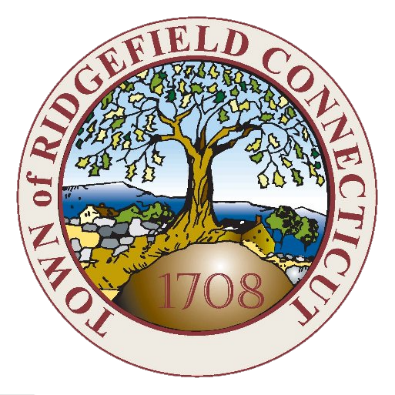 TOWN of RIDGEFIELD CONNECTICUT
1708